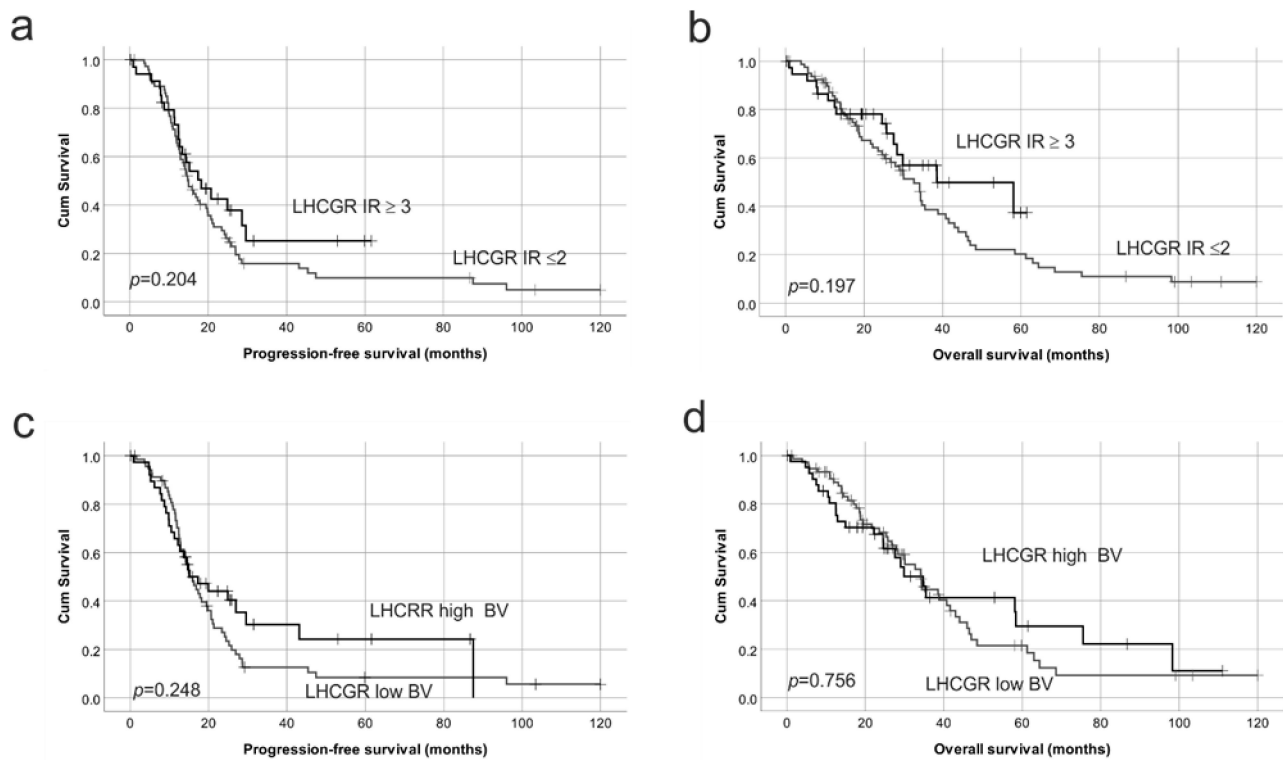 a
1.0
0.8
0.6
0.4
0.2
0.0
Cum Survival
LHCGR IR ≥ 3
LHCGR IR ≤2
p=0.204
0 20 40 60 80 100 120
Progression-free survival (months)
b
1.0
0.8
0.6
0.4
0.2
0.0
Cum Survival
LHCGR IR ≥ 3
LHCGR IR ≤2
p=0.197
0 20 40 60 80 100 120
Overall survival (months)
c
1.0
0.8
0.6
0.4
0.2
0.0
Cum Survival
LHCRR high BV
LHCGR low BV
p=0.248
0 20 40 60 80 100 120
Progression-free survival (months)
d
1.0
0.8
0.6
0.4
0.2
0.0
Cum Survival
LHCGR high BV
LHCGR low BV
p=0.756
0 20 40 60 80 100 120
Overall survival (months)